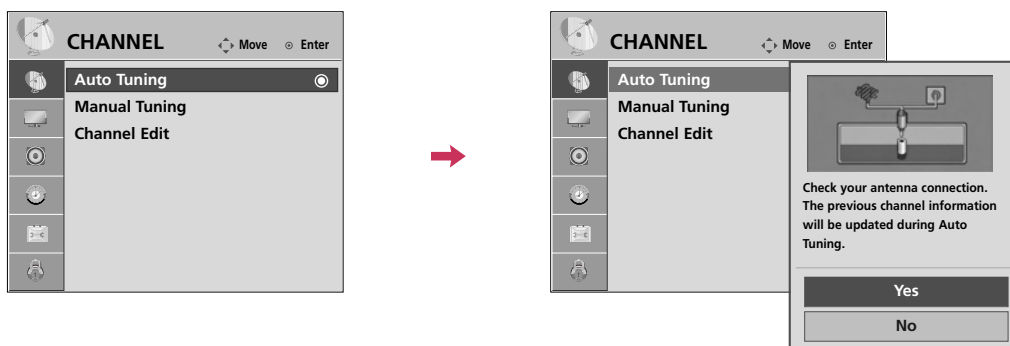 CHANNEL Move Enter
Auto Tuning
Manual Tuning
Channel Edit
CHANNEL Move Enter
Auto Tuning
Manual Tuning
Channel Edit
Check your antenna connection.
The previous channel information
will be updated during Auto
Tuning.
Yes
No